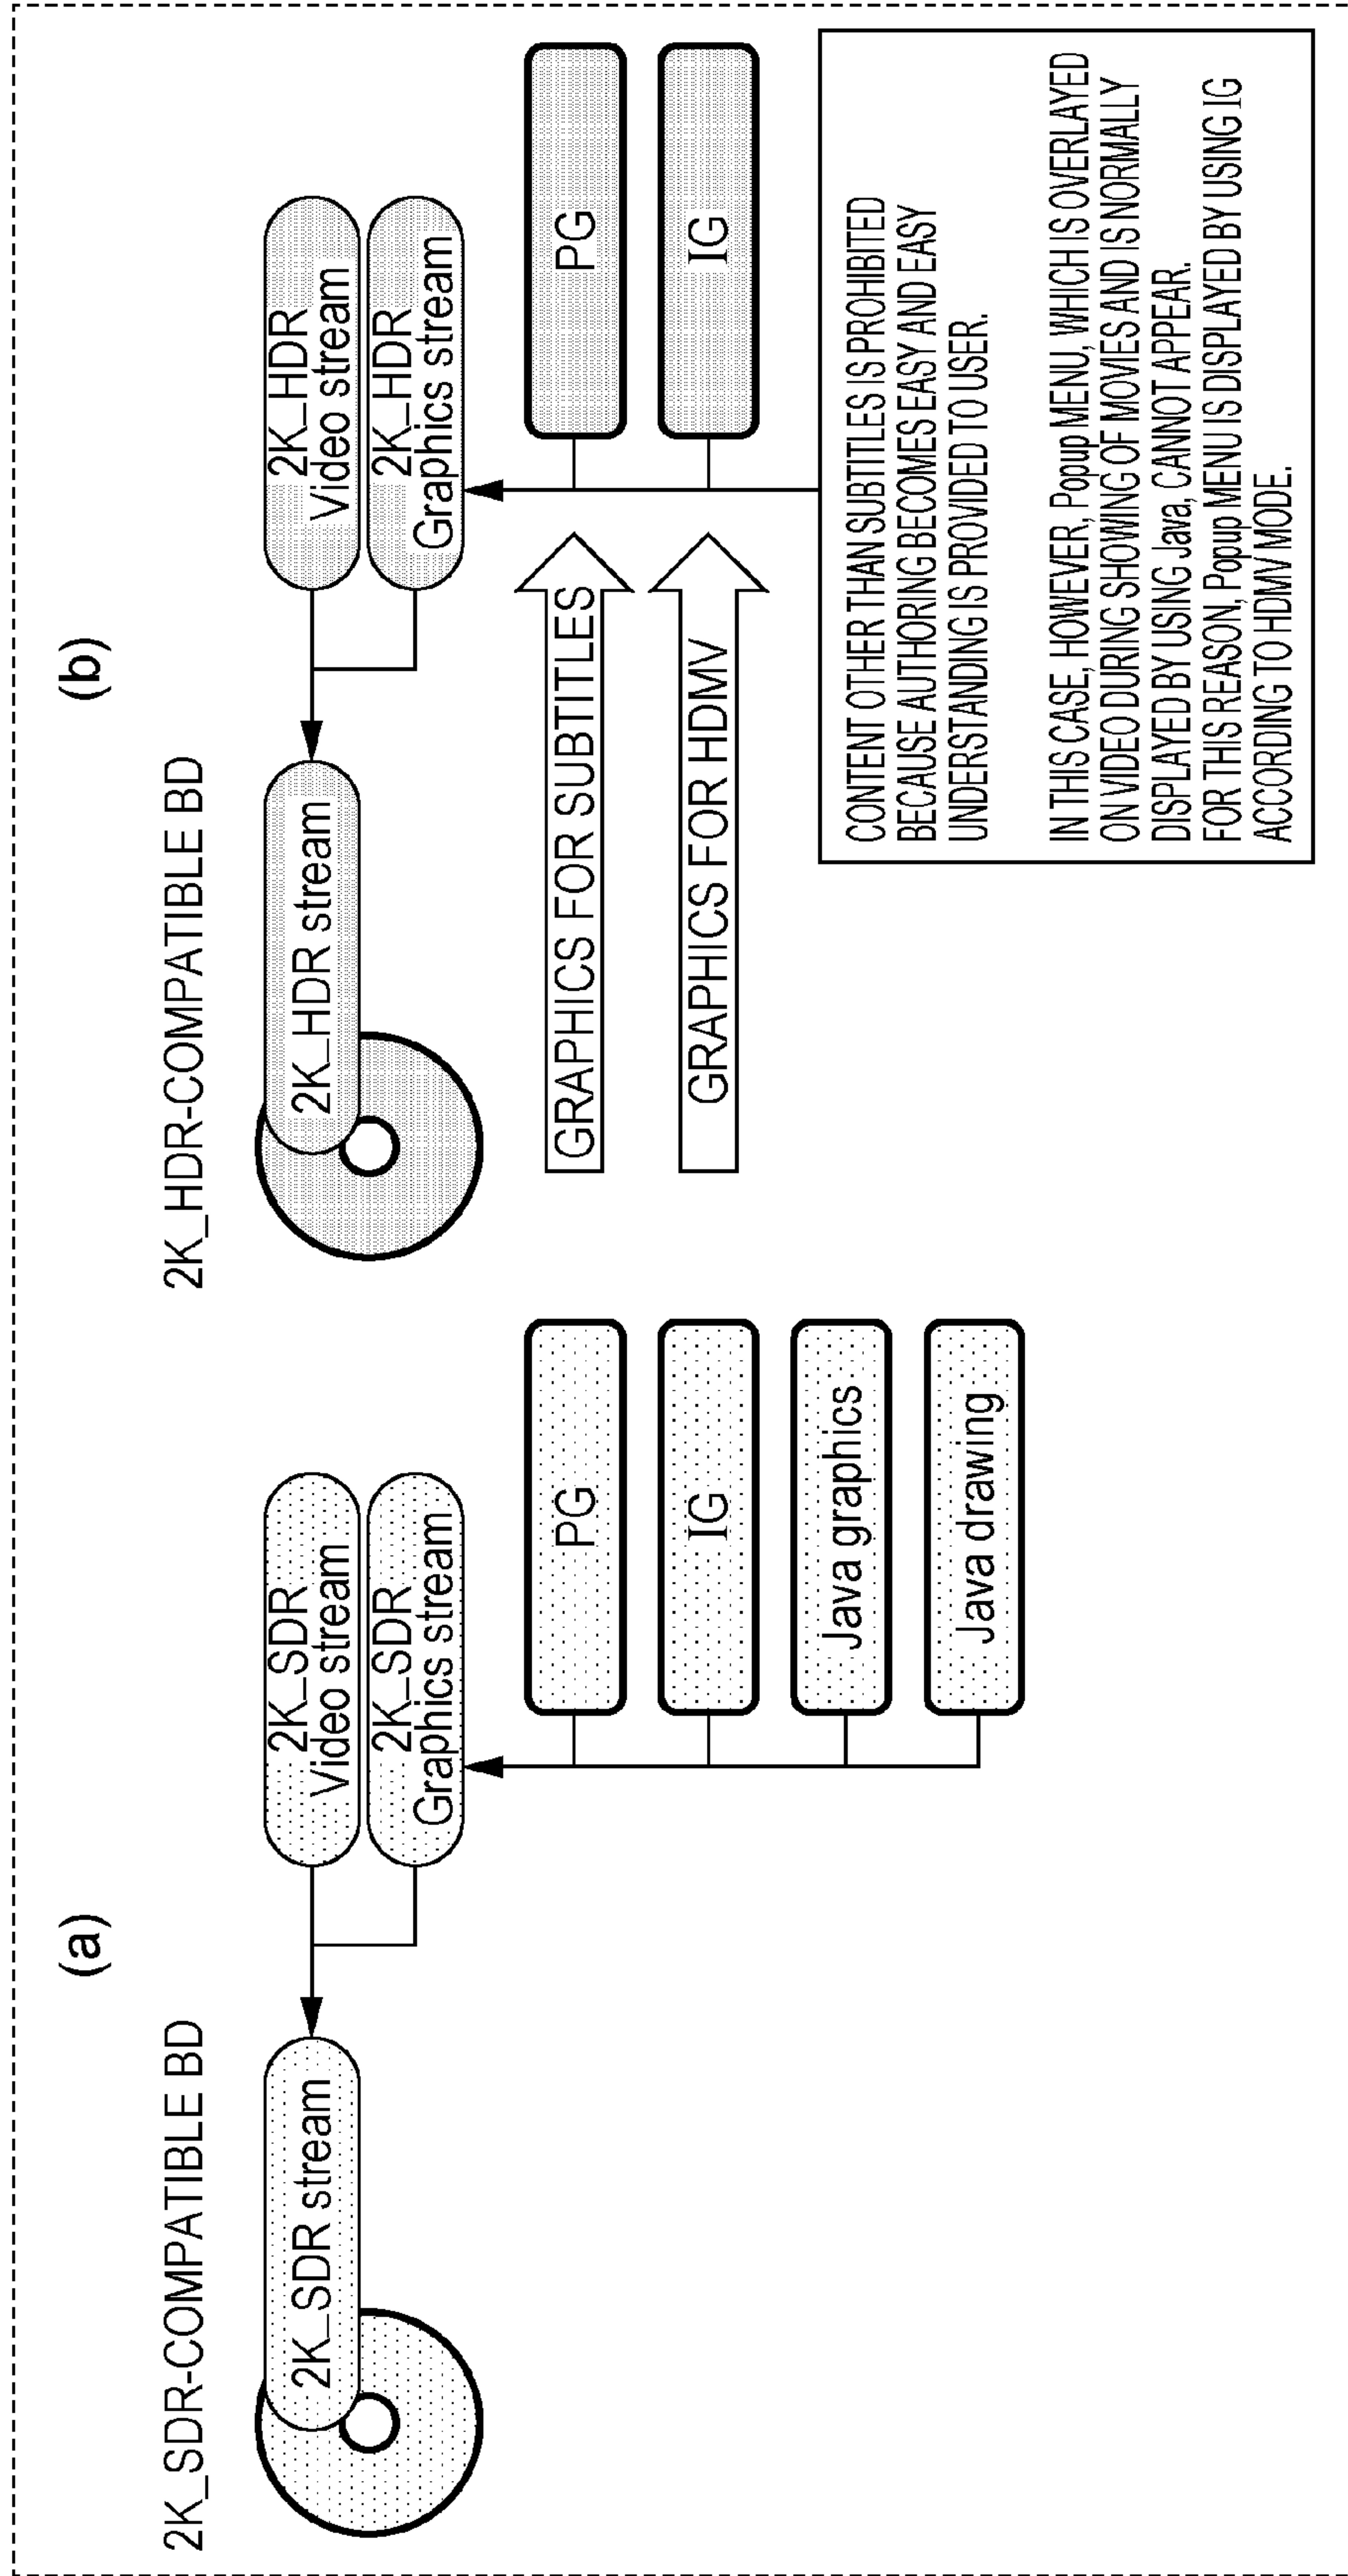 (a)
2K_SDR-COMPATIBLE BD
2K_SDR stream
2K_SDR
Video stream
2K_SDR
Graphics stream
PG
IG
Java graphics
Java drawing
(b)
2K_HDR-COMPATIBLE BD
2K_HDR stream
2K_HDR
Video stream
2K_HDR
Graphics stream
GRAPHICS FOR SUBTITLES
PG
GRAPHICS FOR HDMV
IG
CONTENT OTHER THAN SUBTITLES IS PROHIBITED
BECAUSE AUTHORING BECOMES EASY AND EASY
UNDERSTANDING IS PROVIDED TO USER.
IN THIS CASE, HOWEVER, Popup MENU, WHICH IS OVERLAYED
ON VIDEO DURING SHOWING OF MOVIES AND IS NORMALLY
DISPLAYED BY USING Java, CANNOT APPEAR.
FOR THIS REASON, Popup MENU IS DISPLAYED BY USING IG
ACCORDING TO HDMV MODE.